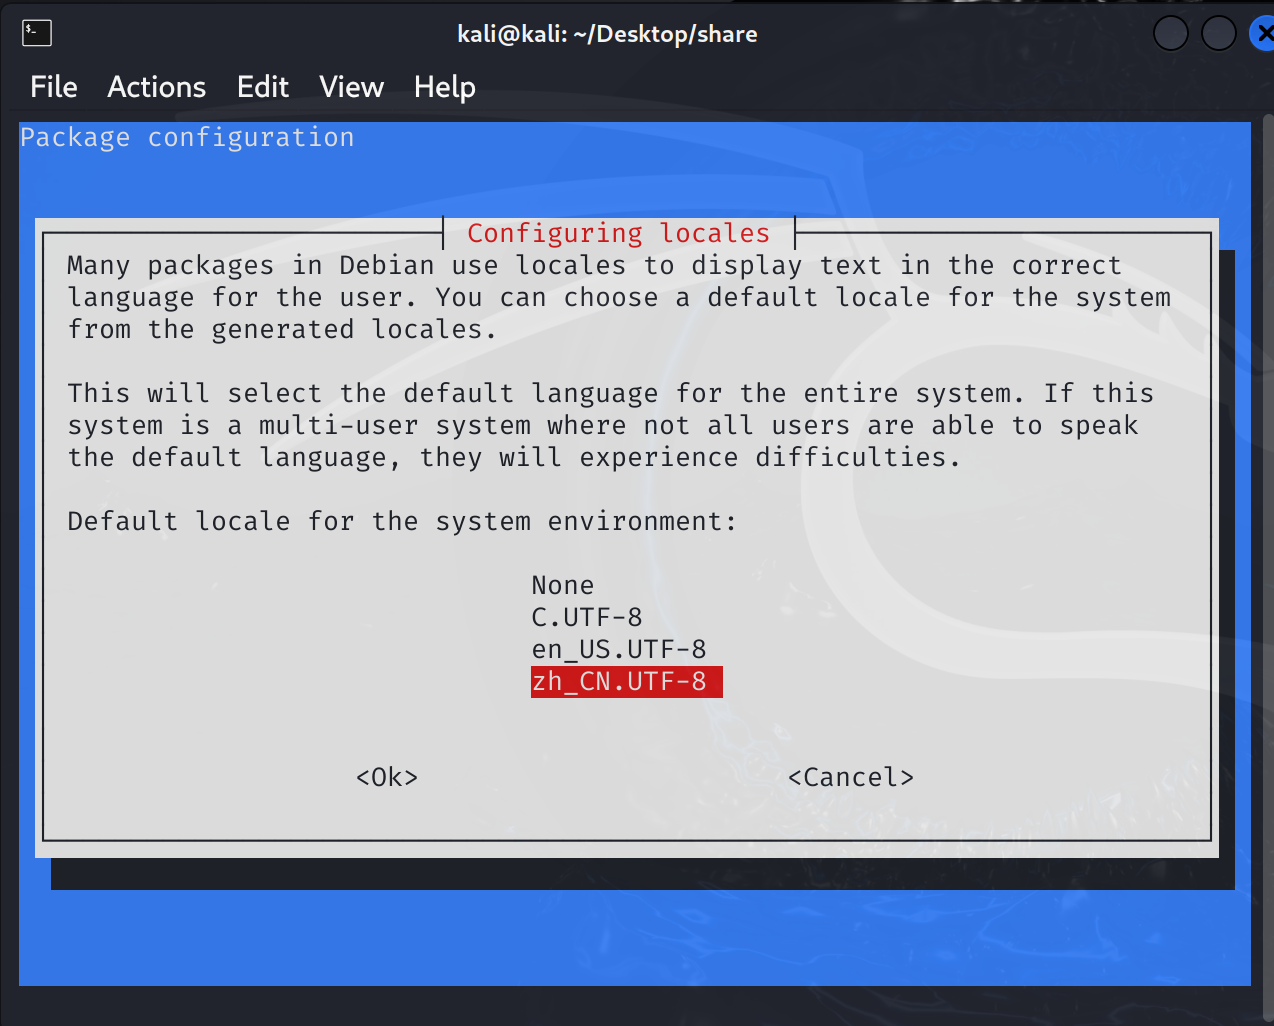 $-
kali@kali: ~/Desktop/share
File Actions Edit View Help
Package configuration
Configuring locales
Many packages in Debian use locales to display text in the correct
language for the user. You can choose a default locale for the system
from the generated locales.
This will select the default language for the entire system. If this
system is a multi-user system where not all users are able to speak
the default language, they will experience difficulties.
Default locale for the system environment:
None
C.UTF-8
en_US.UTF-8
zh_CN.UTF-8
<Ok> <Cancel>